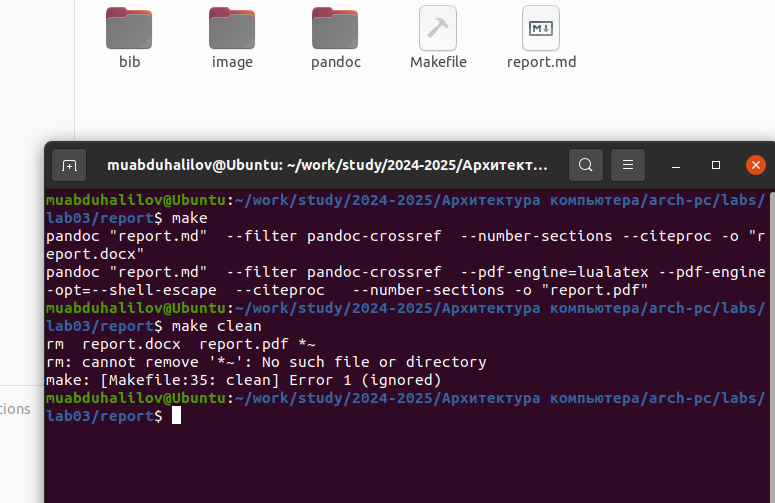 bib
image
pandoc
Makefile
report.md
muabduhalilov@Ubuntu: ~/work/study/2024-2025/Архитект...
muabduhalilov@Ubuntu:~/work/study/2024-2025/Архитектура компьютера/arch-pc/labs/
lab03/report$ make
pandoc "report.md"  --filter pandoc-crossref  --number-sections --citeproc -o "r
eport.docx"
pandoc "report.md"  --filter pandoc-crossref  --pdf-engine=lualatex --pdf-engine
-opt=--shell-escape  --citeproc   --number-sections -o "report.pdf"
muabduhalilov@Ubuntu:~/work/study/2024-2025/Архитектура компьютера/arch-pc/labs/
lab03/report$ make clean
rm  report.docx  report.pdf *~
rm: cannot remove '*~': No such file or directory
make: [Makefile:35: clean] Error 1 (ignored)
muabduhalilov@Ubuntu:~/work/study/2024-2025/Архитектура компьютера/arch-pc/labs/
lab03/report$